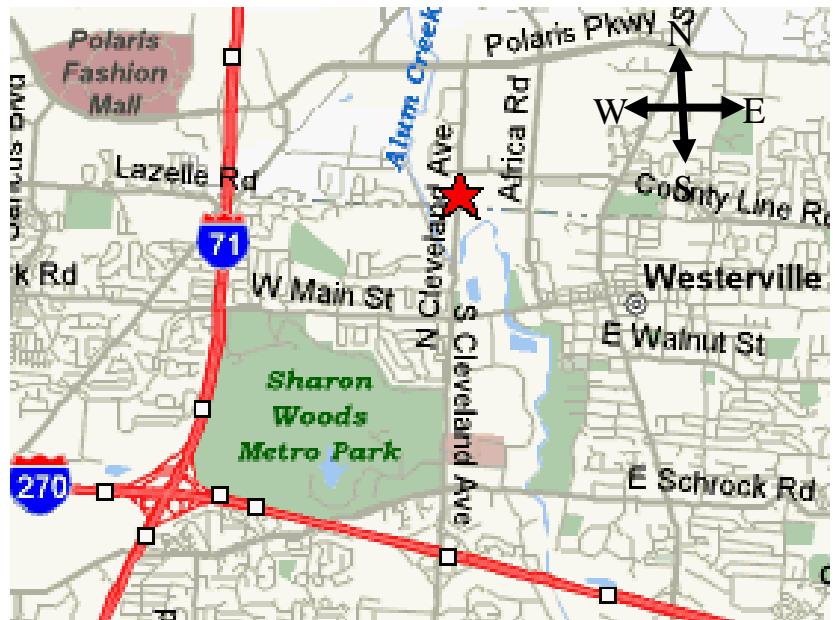 Polaris
Fashion
Mall
Alum Creek
Polaris Pkwy
N
W
E
S
Africa Rd
Lazelle Rd
N Cleveland Ave
County Line Rd
71
k Rd
W Main St
Westerville
E Walnut St
S Cleveland Ave
Sharon
Woods
Metro Park
270
E Schrock Rd